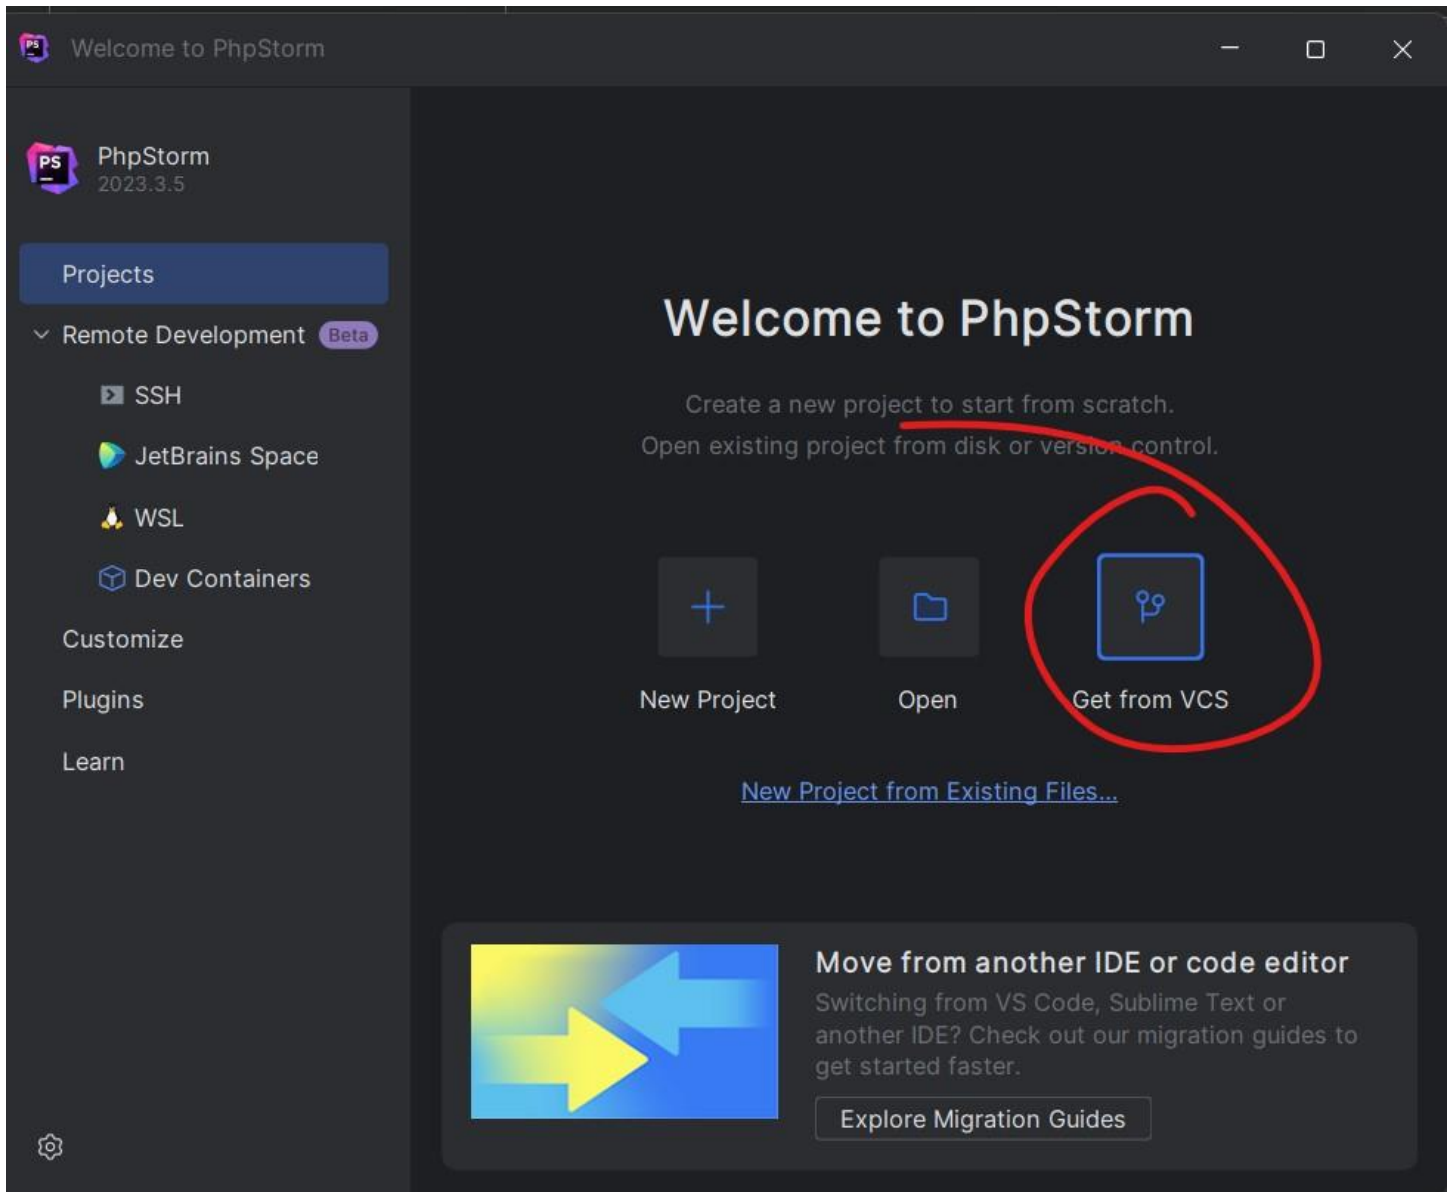 PS Welcome to PhpStorm
PS PhpStorm
2023.3.5
Projects
Remote Development Beta
SSH
JetBrains Space
WSL
Dev Containers
Customize
Plugins
Learn
Welcome to PhpStorm
Create a new project to start from scratch.
Open existing project from disk or version control.
New Project
Open
Get from VCS
New Project from Existing Files...
Move from another IDE or code editor
Switching from VS Code, Sublime Text or
another IDE? Check out our migration guides to
get started faster.
Explore Migration Guides